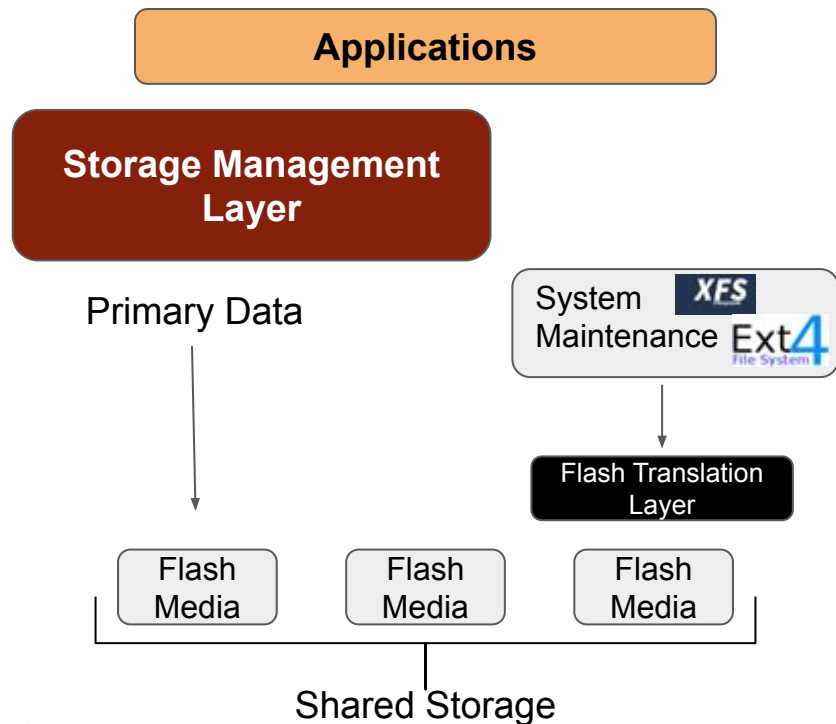 Applications
Storage Management
Layer
Primary Data
System
XFS
Maintenance
Ext4
File System
Flash Translation
Layer
Flash
Media
Flash
Media
Flash
Media
Shared Storage